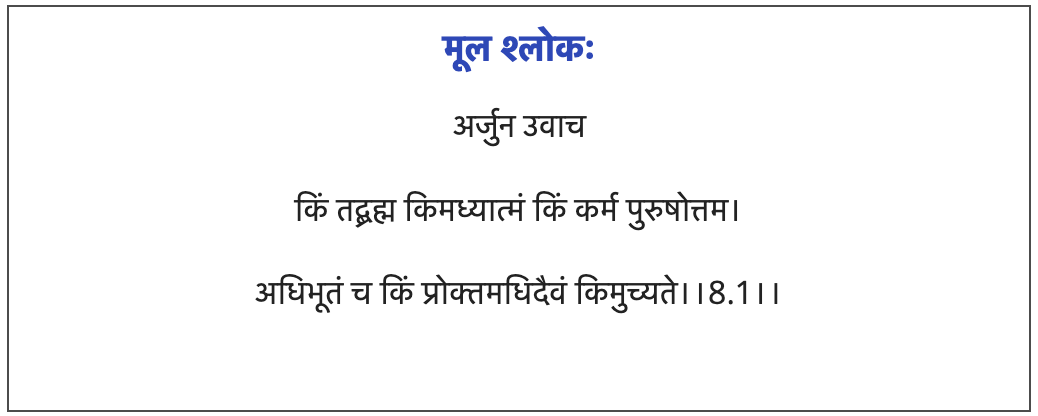 मूल श्लोकः
अर्जुन उवाच
किं तद्ब्रह्म किमध्यात्मं किं कर्म पुरुषोत्तम।
अधिभूतं च किं प्रोक्तमधिदैवं किमुच्यते।।8.1।।